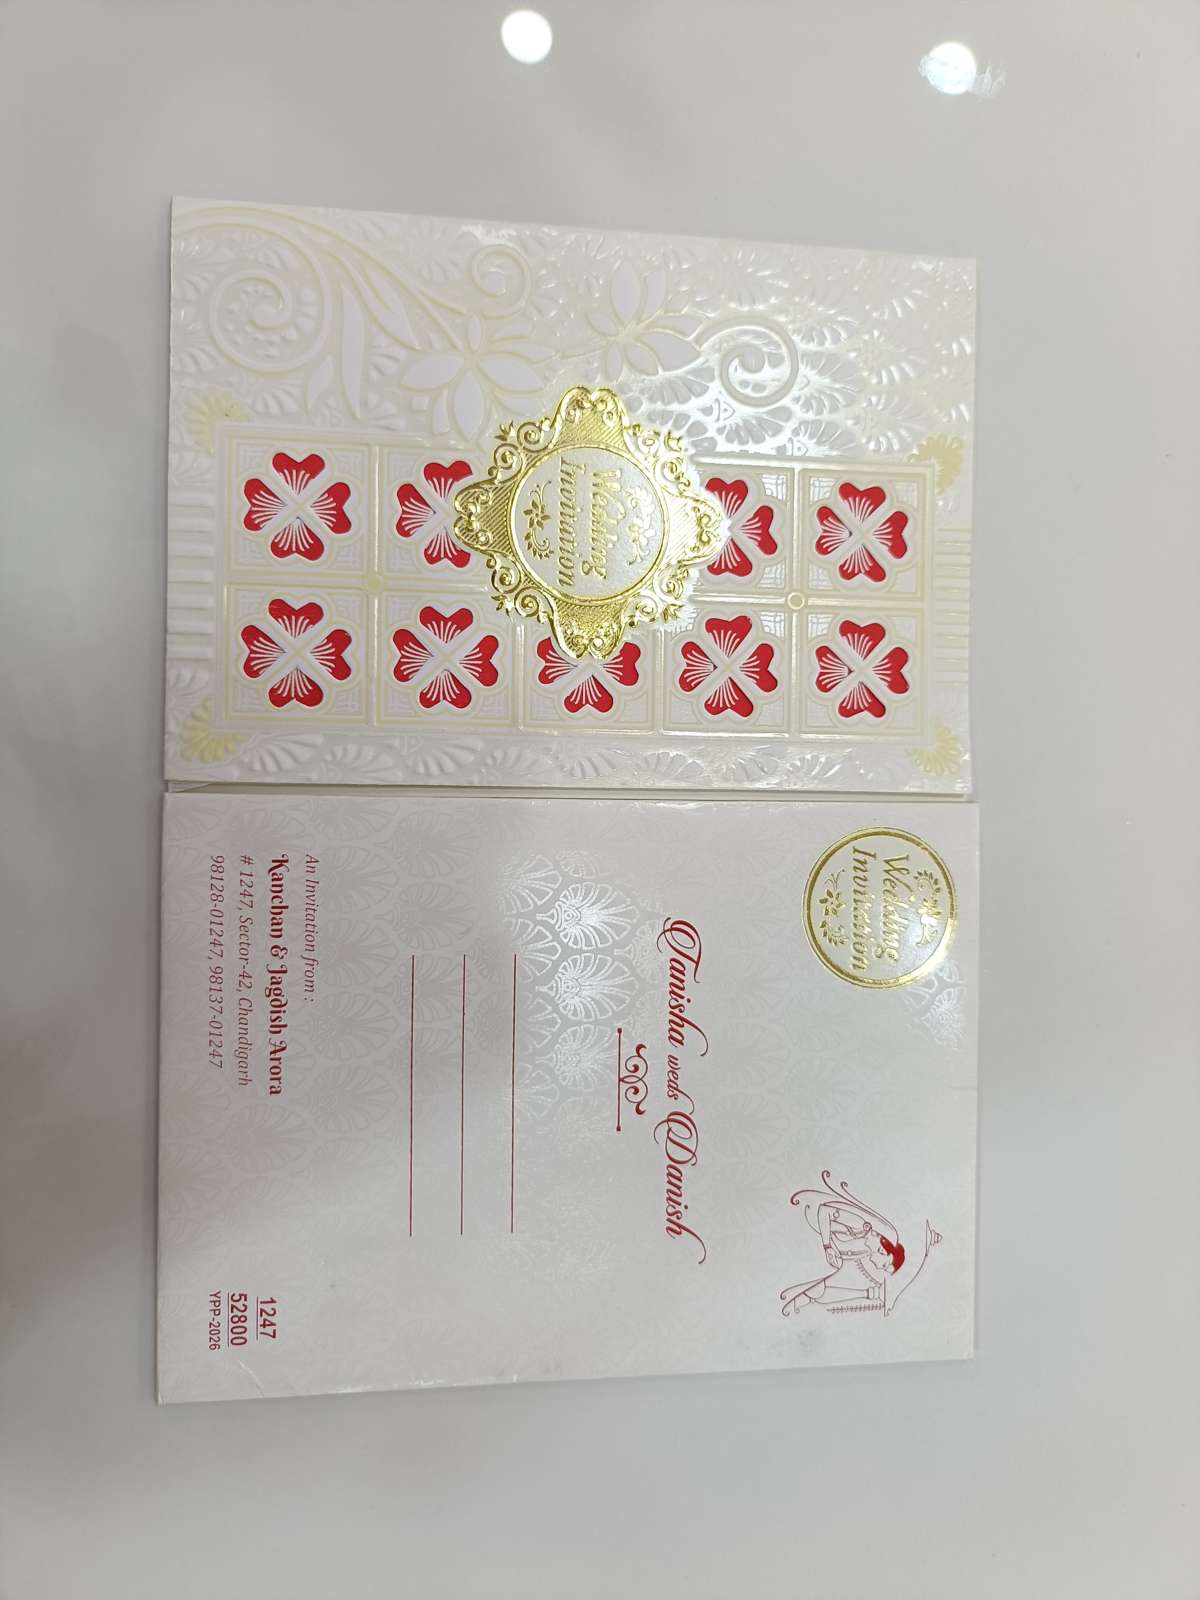 Wedding
Invitation
Wedding
Invitation
Tanisha weds Danish
An Invitation from :
Kanchan & Jagdish Arora
# 1247, Sector-42, Chandigarh
98128-01247, 98137-01247
1247
52800
YPP-2026